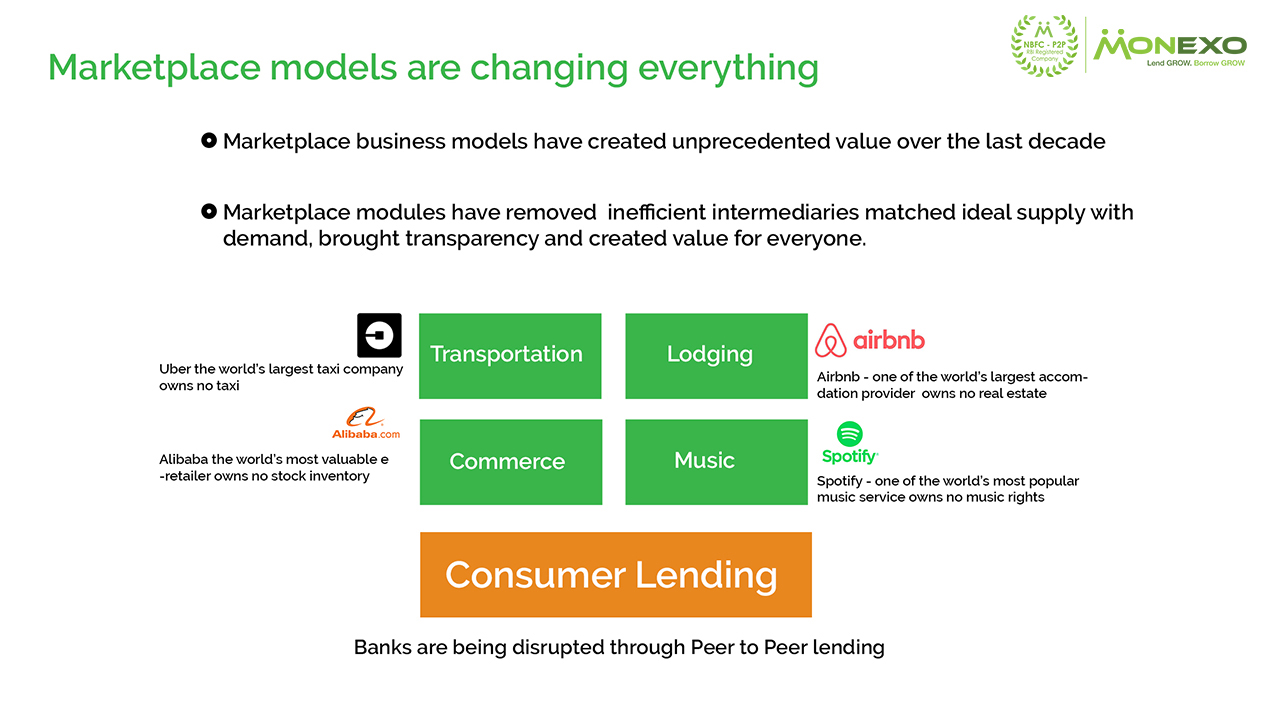 NBFC - P2P
RBI Registered
Company
MONEXO
Lend GROW. Borrow GROW
Marketplace models are changing everything
Marketplace business models have created unprecedented value over the last decade
Marketplace modules have removed  inefficient intermediaries matched ideal supply with
demand, brought transparency and created value for everyone.
Uber the world's largest taxi company
owns no taxi
Transportation
Lodging
airbnb
Airbnb - one of the world's largest accom-
dation provider  owns no real estate
Alibaba.com
Alibaba the world's most valuable e
-retailer owns no stock inventory
Commerce
Music
Spotify
Spotify - one of the world's most popular
music service owns no music rights
Consumer Lending
Banks are being disrupted through Peer to Peer lending